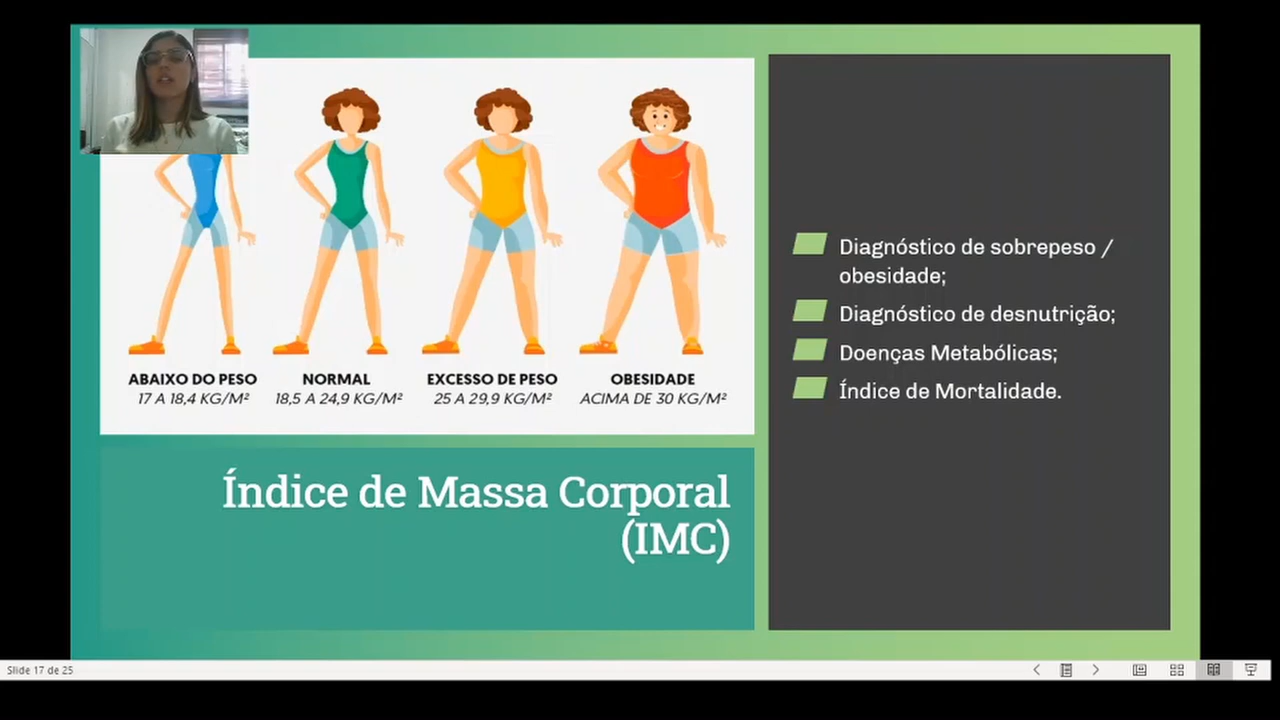 ABAIXO DO PESO
17 A 18,4 KG/M²
NORMAL
18,5 A 24,9 KG/M²
EXCESSO DE PESO
25 A 29,9 KG/M²
OBESIDADE
ACIMA DE 30 KG/M²
Índice de Massa Corporal
(IMC)
Diagnóstico de sobrepeso /
obesidade;
Diagnóstico de desnutrição;
Doenças Metabólicas;
Índice de Mortalidade.
Slide 17 de 25